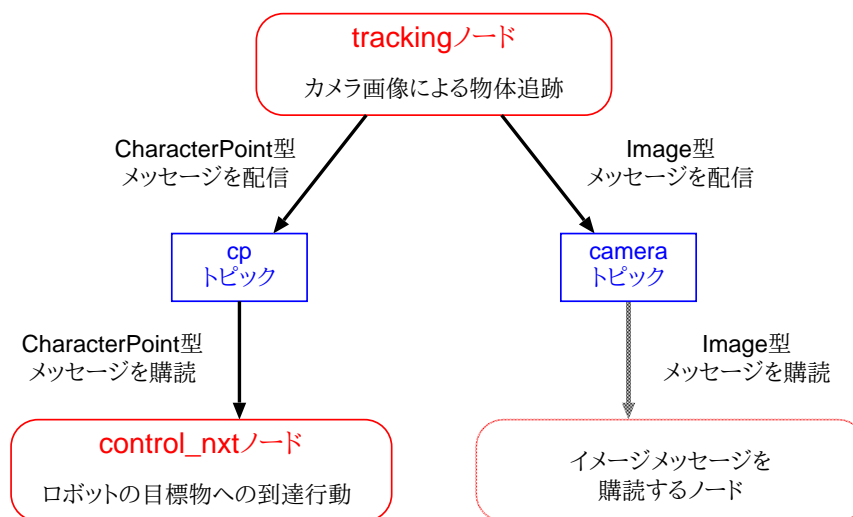 trackingノード
カメラ画像による物体追跡
CharacterPoint型
メッセージを配信
Image型
メッセージを配信
cp
トピック
camera
トピック
CharacterPoint型
メッセージを購読
Image型
メッセージを購読
control_nxtノード
ロボットの目標物への到達行動
イメージメッセージを
購読するノード